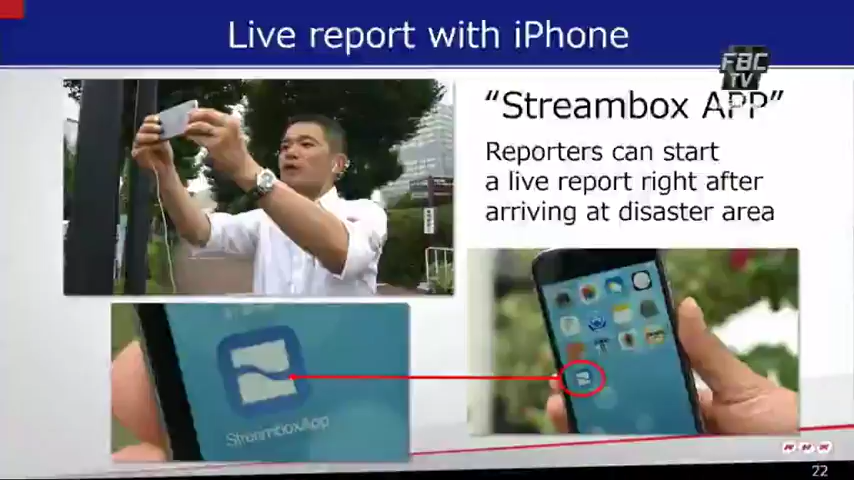 Live report with iPhone
FBC
TV
“Streambox APP”
Reporters can start
a live report right after
arriving at disaster area
StreamboxApp
NHK
22